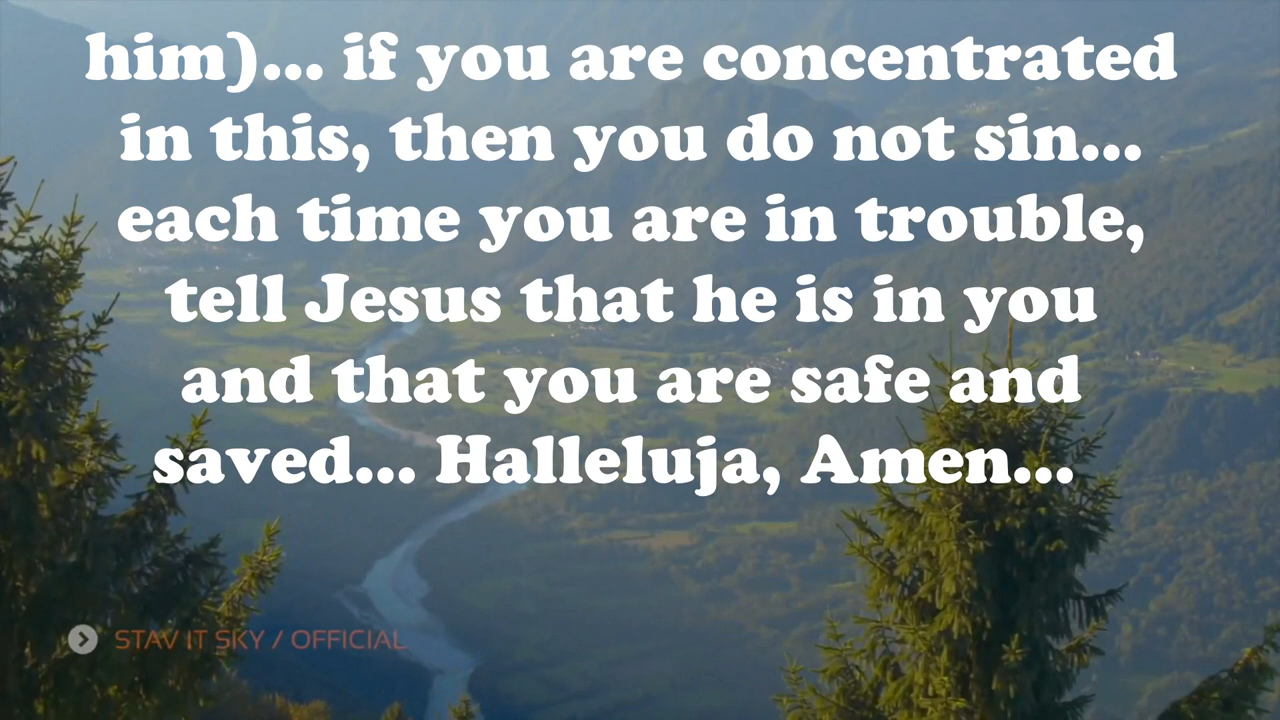 him)... if you are concentrated
in this, then you do not sin...
each time you are in trouble,
tell Jesus that he is in you
and that you are safe and
saved... Halleluja, Amen...
STAV IT SKY / OFFICIAL